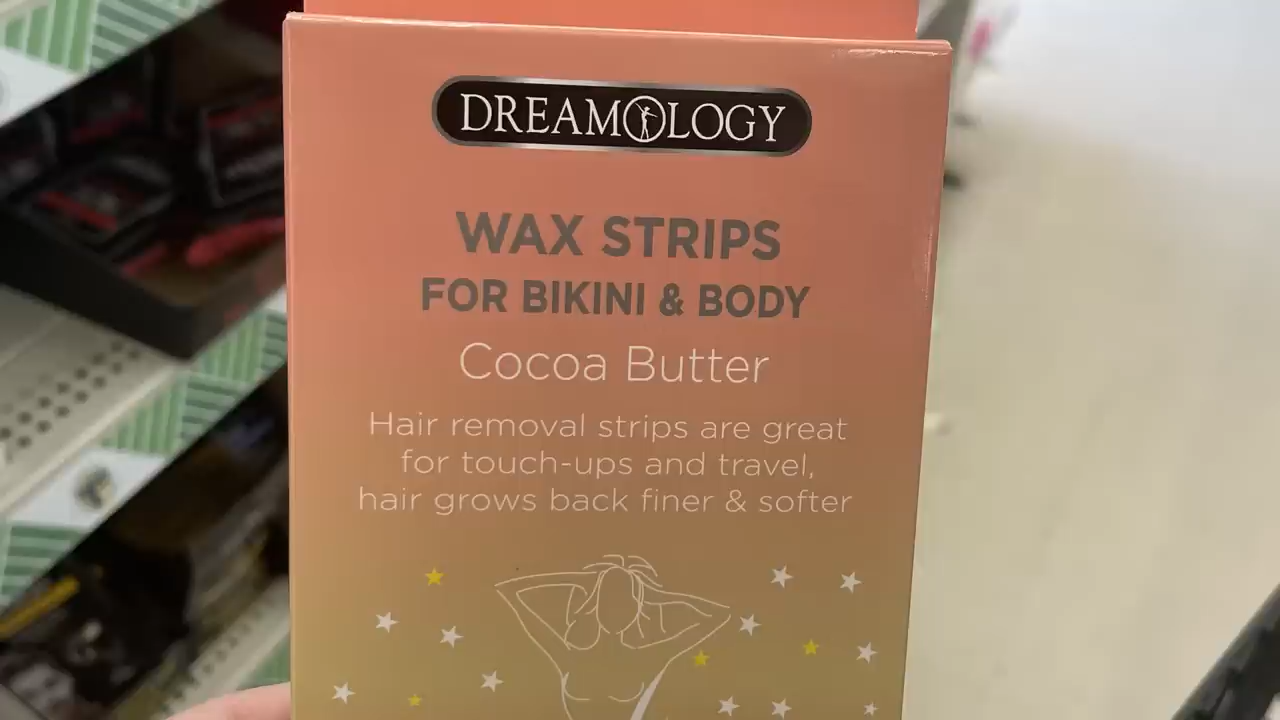 DREAMOLOGY
WAX STRIPS
FOR BIKINI & BODY
Cocoa Butter
Hair removal strips are great
for touch-ups and travel,
hair grows back finer & softer